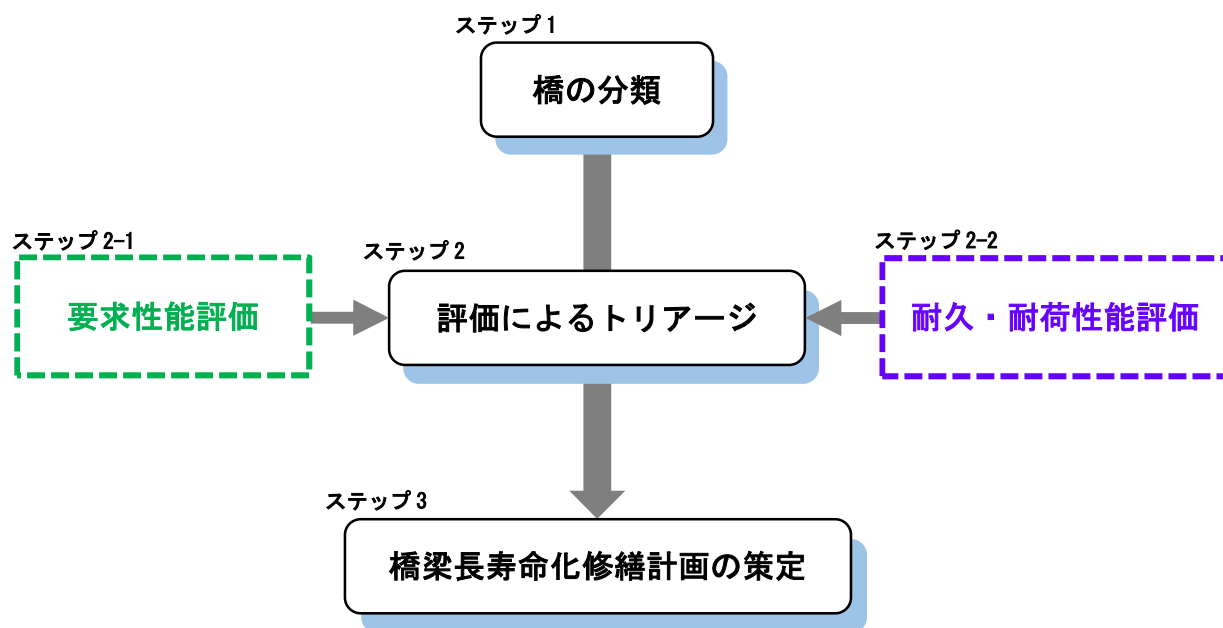 ステップ1
橋の分類
ステップ2-1
要求性能評価
ステップ2
評価によるトリアージ
ステップ2-2
耐久・耐荷性能評価
ステップ3
橋梁長寿命化修繕計画の策定